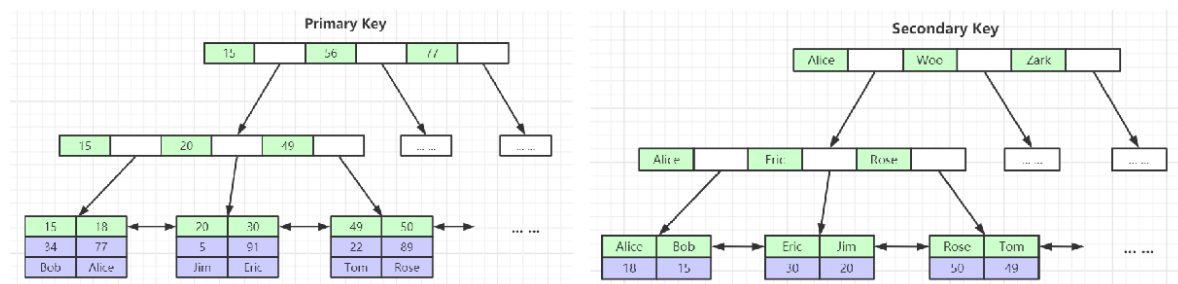 Primary Key
15 56 77
15 20 49
... ...
... ...
15 18
34 77
Bob Alice
20 30
5 91
Jim Eric
49 50
22 89
Tom Rose
... ...
Secondary Key
Alice Woo Zark
Alice Eric Rose
... ...
... ...
Alice Bob
18 15
Eric Jim
30 20
Rose Tom
50 49
... ...